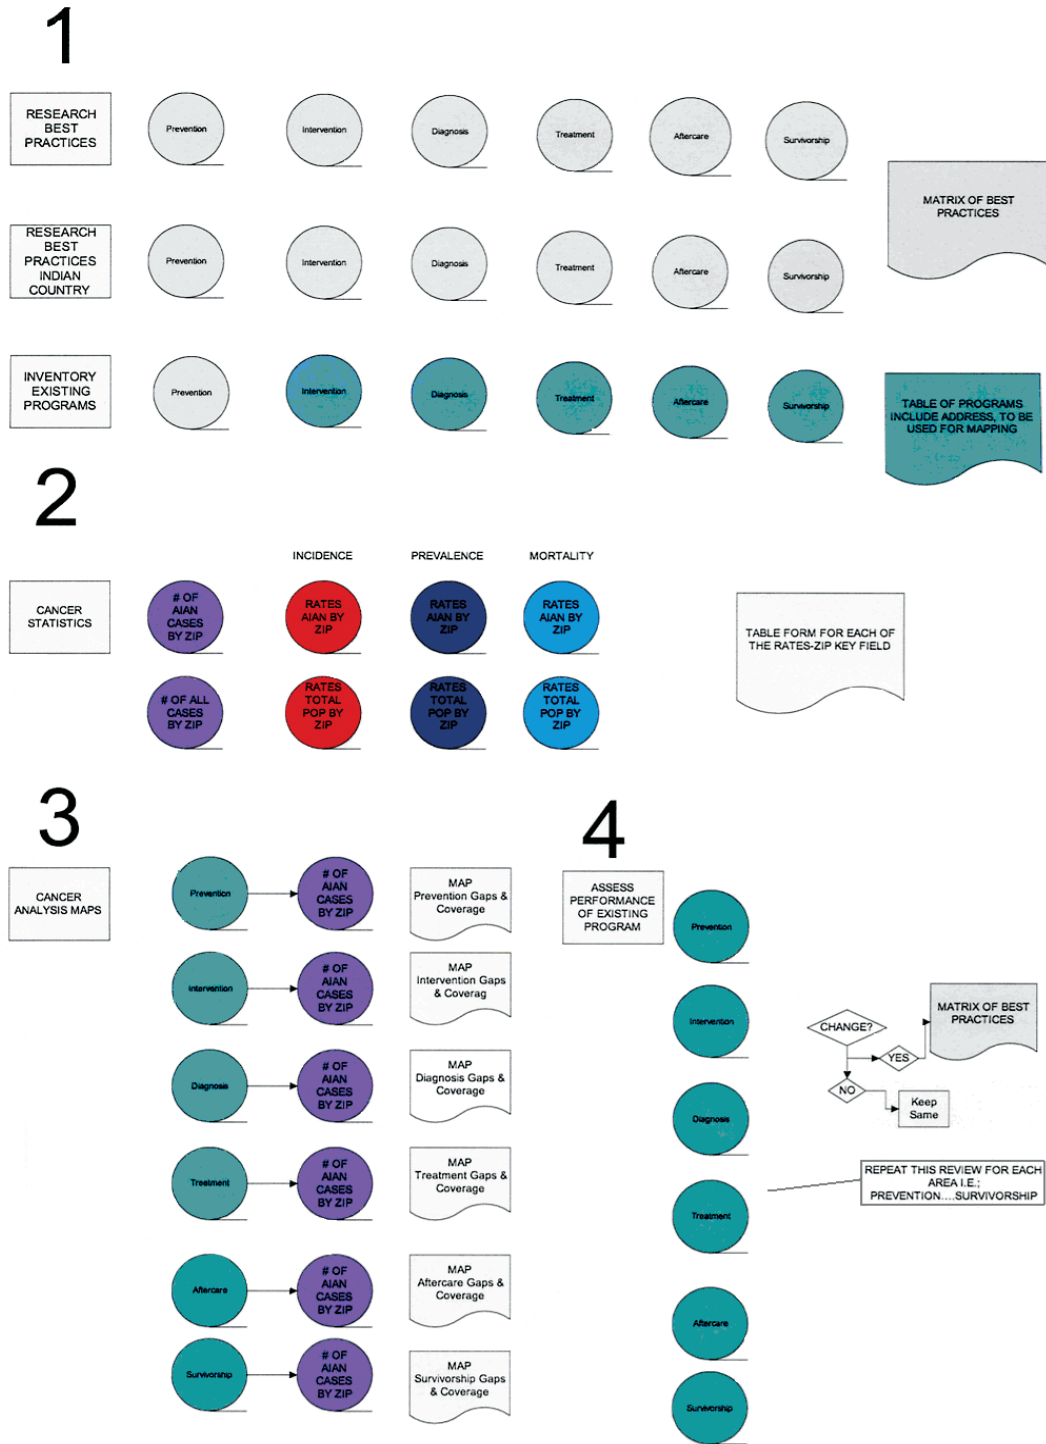 1
RESEARCH
BEST
PRACTICES
Prevention
Intervention
Diagnosis
Treatment
Aftercare
Survivorship
MATRIX OF BEST
PRACTICES
RESEARCH
BEST
PRACTICES
INDIAN
COUNTRY
Prevention
Intervention
Diagnosis
Treatment
Aftercare
Survivorship
INVENTORY
EXISTING
PROGRAMS
Prevention
Intervention
Diagnosis
Treatment
Aftercare
Survivorship
TABLE OF PROGRAMS
INCLUDE ADDRESS, TO BE
USED FOR MAPPING
2
INCIDENCE
PREVALENCE
MORTALITY
CANCER
STATISTICS
# OF
AIAN
CASES
BY ZIP
RATES
AIAN BY
ZIP
RATES
AIAN BY
ZIP
RATES
AIAN BY
ZIP
TABLE FORM FOR EACH OF
THE RATES-ZIP KEY FIELD
# OF ALL
CASES
BY ZIP
RATES
TOTAL
POP BY
ZIP
RATES
TOTAL
POP BY
ZIP
RATES
TOTAL
POP BY
ZIP
3
CANCER
ANALYSIS MAPS
Prevention
# OF
AIAN
CASES
BY ZIP
MAP
Prevention Gaps
& Coverage
Intervention
# OF
AIAN
CASES
BY ZIP
MAP
Intervention Gaps
& Coverag
Diagnosis
# OF
AIAN
CASES
BY ZIP
MAP
Diagnosis Gaps &
Coverage
Treatment
# OF
AIAN
CASES
BY ZIP
MAP
Treatment Gaps &
Coverage
Aftercare
# OF
AIAN
CASES
BY ZIP
MAP
Aftercare Gaps &
Coverage
Survivorship
# OF
AIAN
CASES
BY ZIP
MAP
Survivorship Gaps
& Coverage
4
ASSESS
PERFORMANCE
OF EXISTING
PROGRAM
Prevention
Intervention
Diagnosis
Treatment
Aftercare
Survivorship
CHANGE?
YES
NO
MATRIX OF BEST
PRACTICES
Keep
Same
REPEAT THIS REVIEW FOR EACH
AREA I.E.;
PREVENTION....SURVIVORSHIP